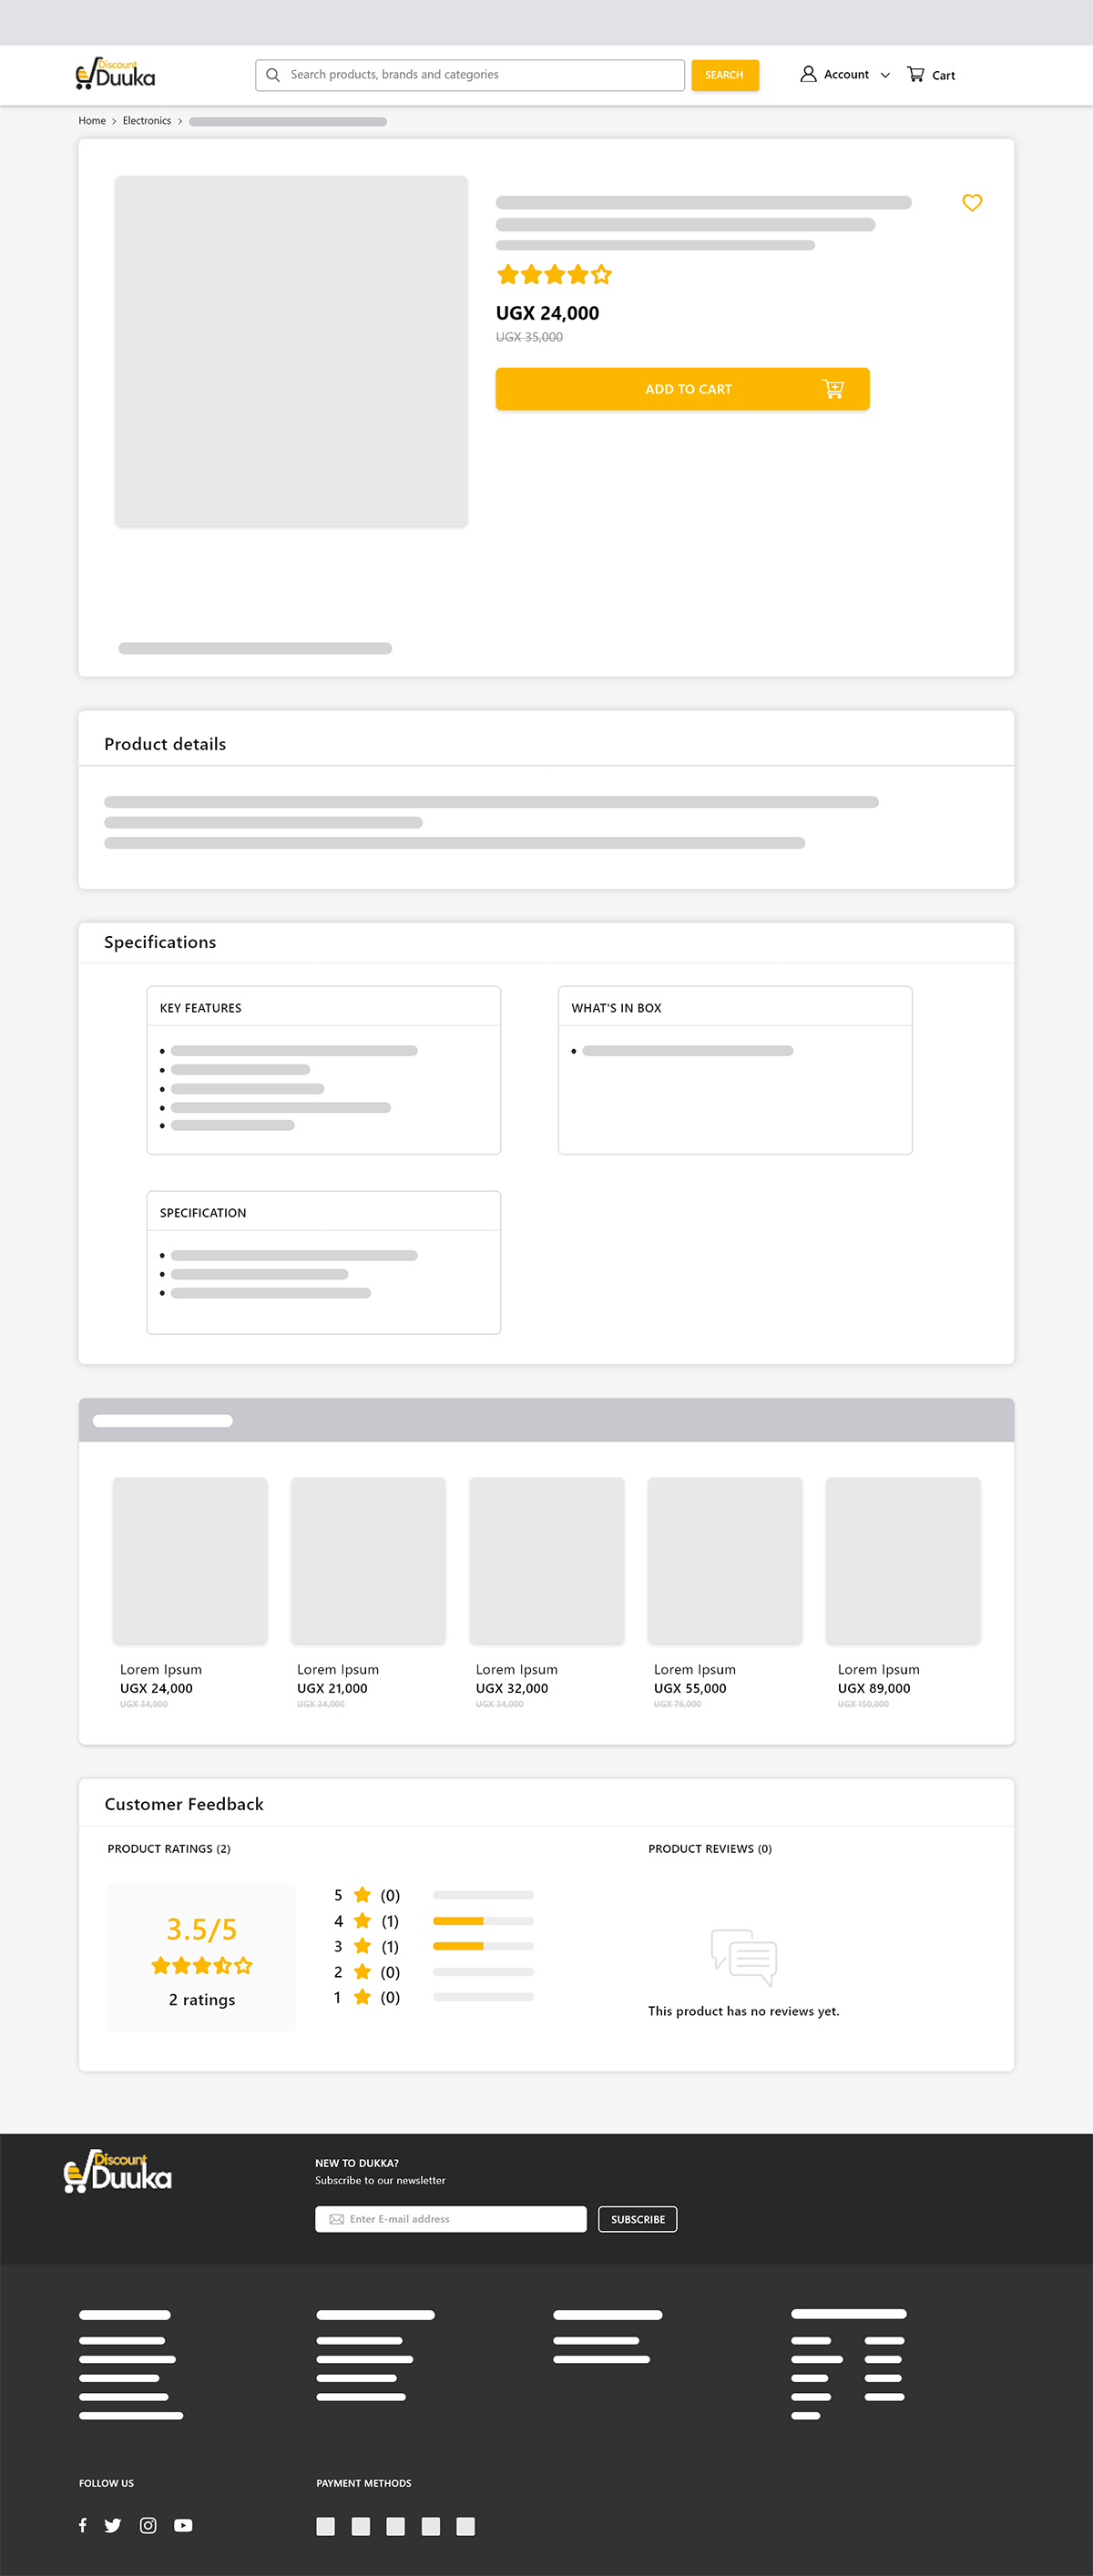 Discount
Duuka
Search products, brands and categories
SEARCH
Account
Cart
Home > Electronics >
UGX 24,000
UGX 35,000
ADD TO CART
Product details
Specifications
KEY FEATURES
WHAT'S IN BOX
SPECIFICATION
Lorem Ipsum
UGX 24,000
UGX 34,000
Lorem Ipsum
UGX 21,000
UGX 34,000
Lorem Ipsum
UGX 32,000
UGX 34,000
Lorem Ipsum
UGX 55,000
UGX 76,000
Lorem Ipsum
UGX 89,000
UGX 150,000
Customer Feedback
PRODUCT RATINGS (2)
3.5/5
2 ratings
5 (0)
4 (1)
3 (1)
2 (0)
1 (0)
PRODUCT REVIEWS (0)
This product has no reviews yet.
Discount
Duuka
NEW TO DUKKA?
Subscribe to our newsletter
Enter E-mail address
SUBSCRIBE
FOLLOW US
PAYMENT METHODS